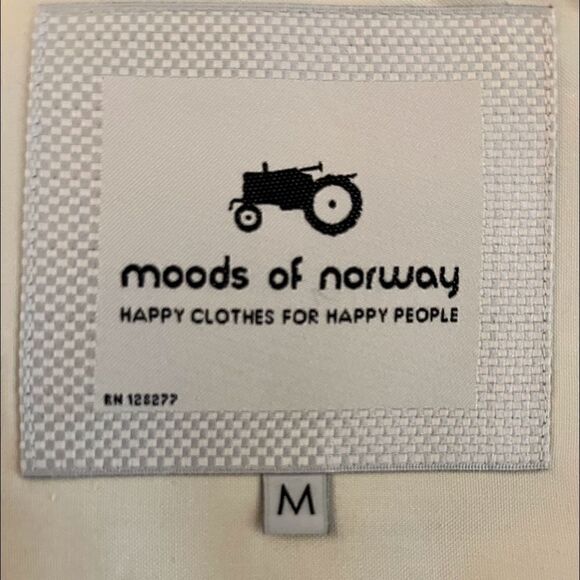 moods of norway
HAPPY CLOTHES FOR HAPPY PEOPLE
RN 128277
M